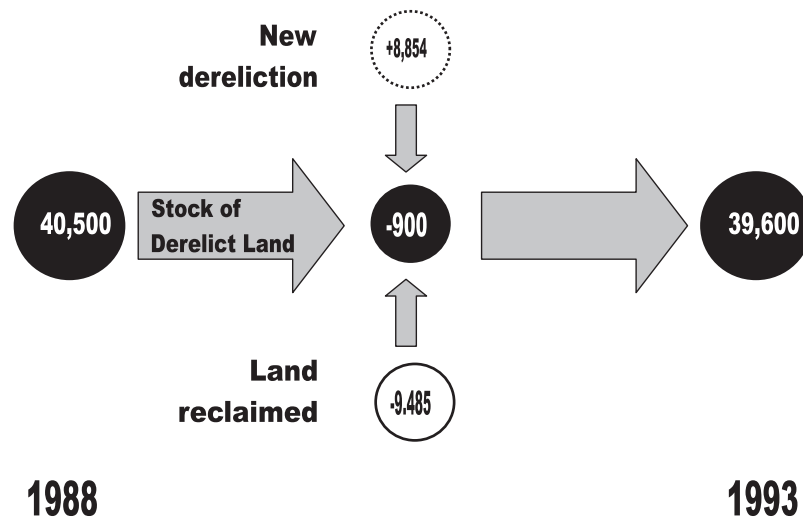 New
dereliction
+8,854
40,500
Stock of
Derelict Land
-900
39,600
Land
reclaimed
-9.485
1988
1993